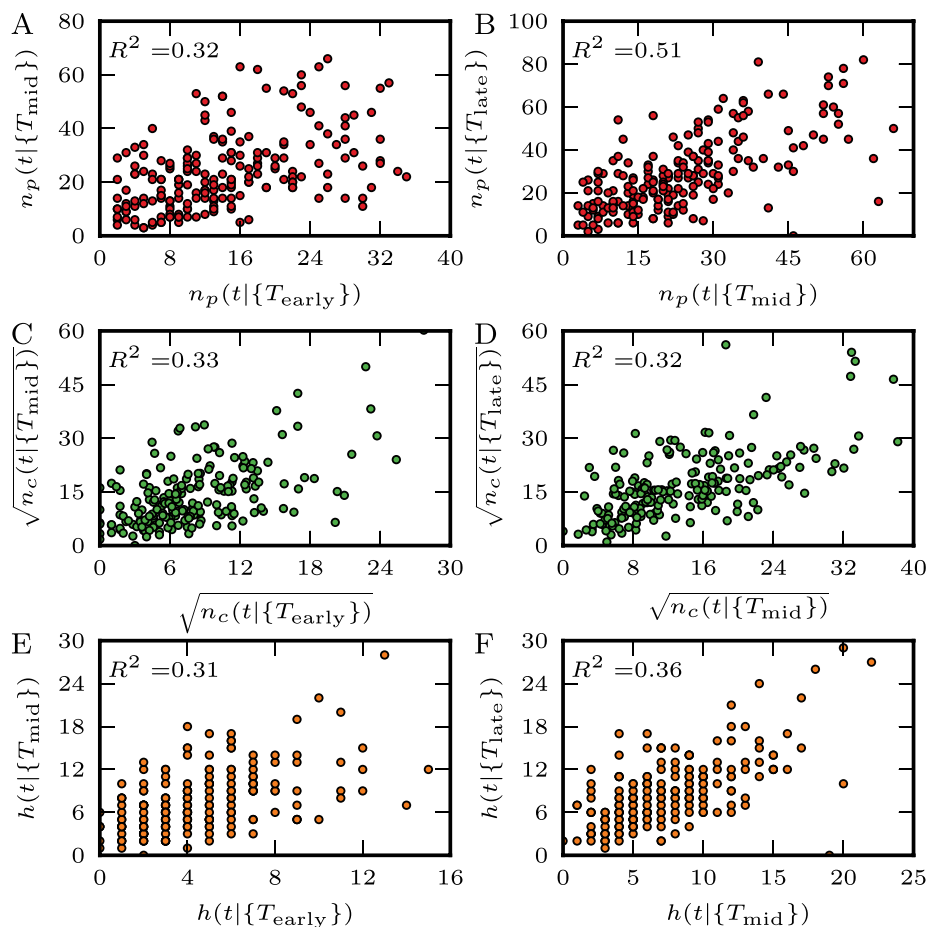 A
B
80
60
40
20
0
n_p(t|{T_mid})
R² =0.32
0 8 16 24 32 40
n_p(t|{T_early})
100
80
60
40
20
0
n_p(t|{T_late})
R² =0.51
0 15 30 45 60
n_p(t|{T_mid})
C
D
60
45
30
15
0
√n_c(t|{T_mid})
R² =0.33
0 6 12 18 24 30
√n_c(t|{T_early})
60
45
30
15
0
√n_c(t|{T_late})
R² =0.32
0 8 16 24 32 40
√n_c(t|{T_mid})
E
F
30
24
18
12
6
0
h(t|{T_mid})
R² =0.31
0 4 8 12 16
h(t|{T_early})
30
24
18
12
6
0
h(t|{T_late})
R² =0.36
0 5 10 15 20 25
h(t|{T_mid})